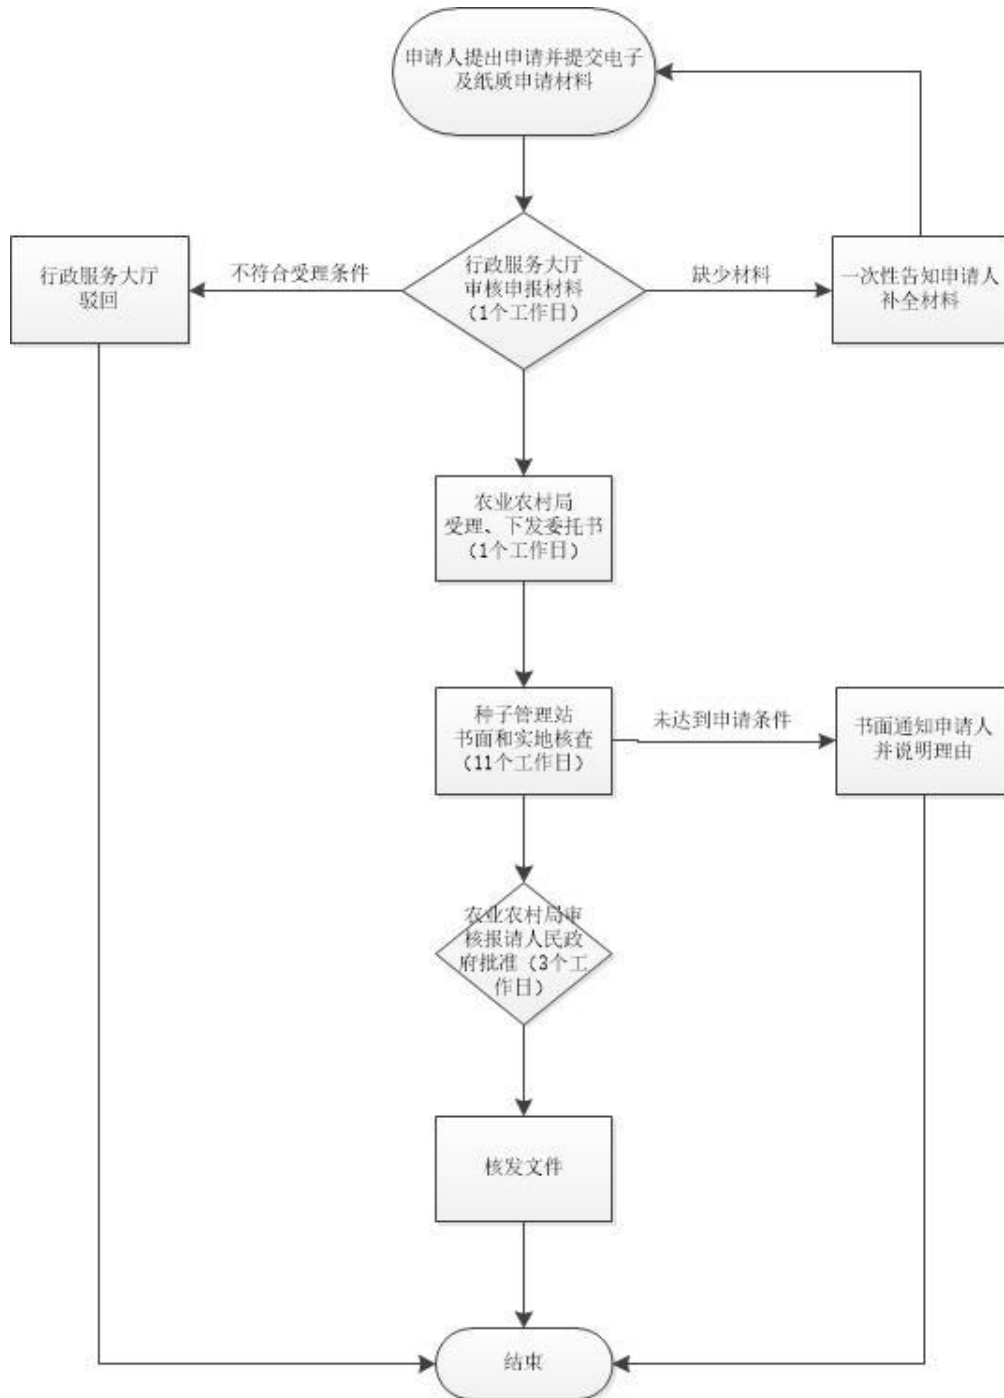 申请人提出申请并提交电子
及纸质申请材料
行政服务大厅
驳回
不符合受理条件
行政服务大厅
审核申报材料
(1个工作日)
缺少材料
一次性告知申请人
补全材料
农业农村局
受理、下发委托书
(1个工作日)
种子管理站
书面和实地核查
(11个工作日)
未达到申请条件
书面通知申请人
并说明理由
农业农村局审
核报请人民政
府批准(3个工
作日)
核发文件
结束